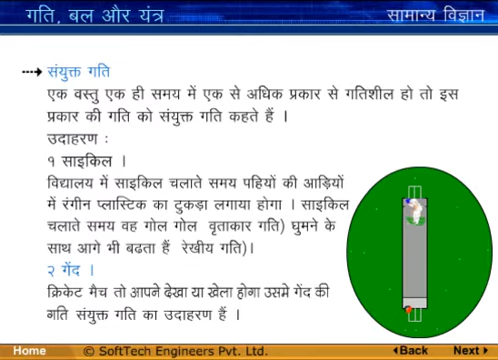 गति, बल और यंत्र
सामान्य विज्ञान
संयुक्त गति
एक वस्तु एक ही समय में एक से अधिक प्रकार से गतिशील हो तो इस
प्रकार की गति को संयुक्त गति कहते हैं ।
उदाहरण :
१ साइकिल ।
विद्यालय में साइकिल चलाते समय पहियों की आड़ियों
में रंगीन प्लास्टिक का टुकड़ा लगाया होगा । साइकिल
चलाते समय वह गोल गोल वृताकार गति) घुमने के
साथ आगे भी बढता हैं रेखीय गति)।
२ गेंद ।
क्रिकेट मैच तो आपने देखा या खेला होगा उसमे गेंद की
गति संयुक्त गति का उदाहरण हैं ।
Home
© SoftTech Engineers Pvt. Ltd.
Back
Next